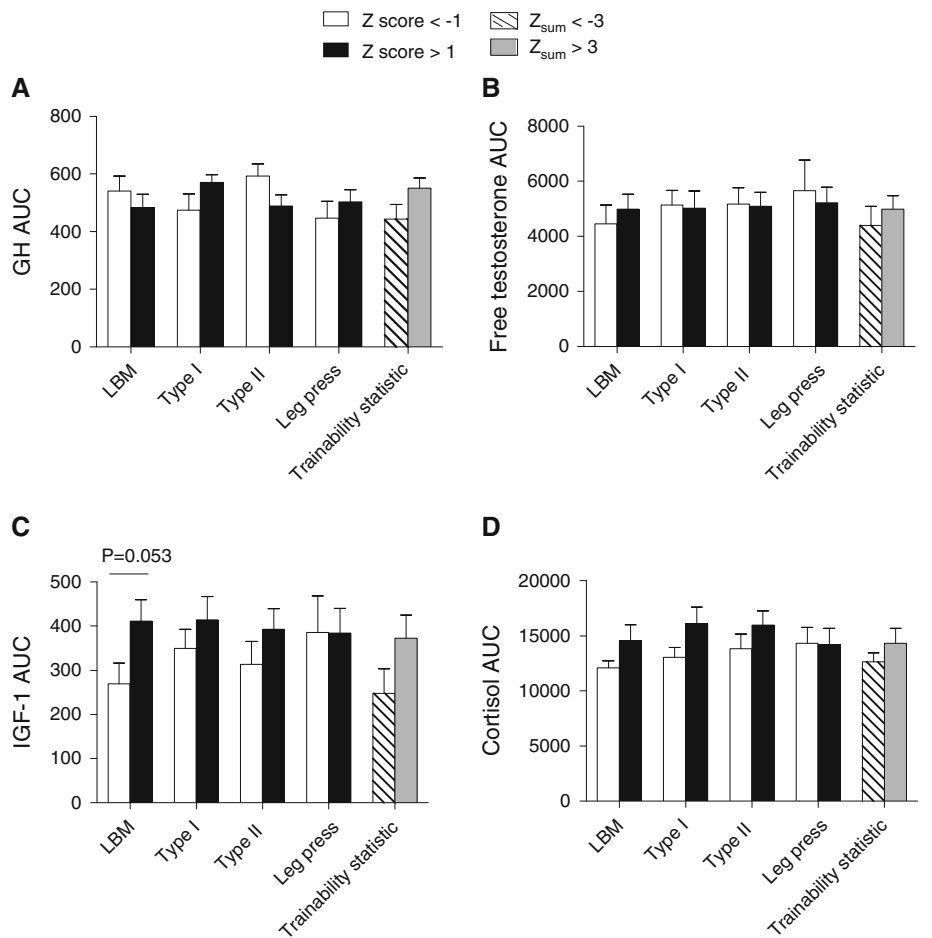 Z score < -1
Z score > 1
Zsum < -3
Zsum > 3
A
800
600
400
200
0
GH AUC
LBM
Type I
Type II
Leg press
Trainability statistic
B
8000
6000
4000
2000
0
Free testosterone AUC
LBM
Type I
Type II
Leg press
Trainability statistic
C
P=0.053
500
400
300
200
100
0
IGF-1 AUC
LBM
Type I
Type II
Leg press
Trainability statistic
D
20000
15000
10000
5000
0
Cortisol AUC
LBM
Type I
Type II
Leg press
Trainability statistic